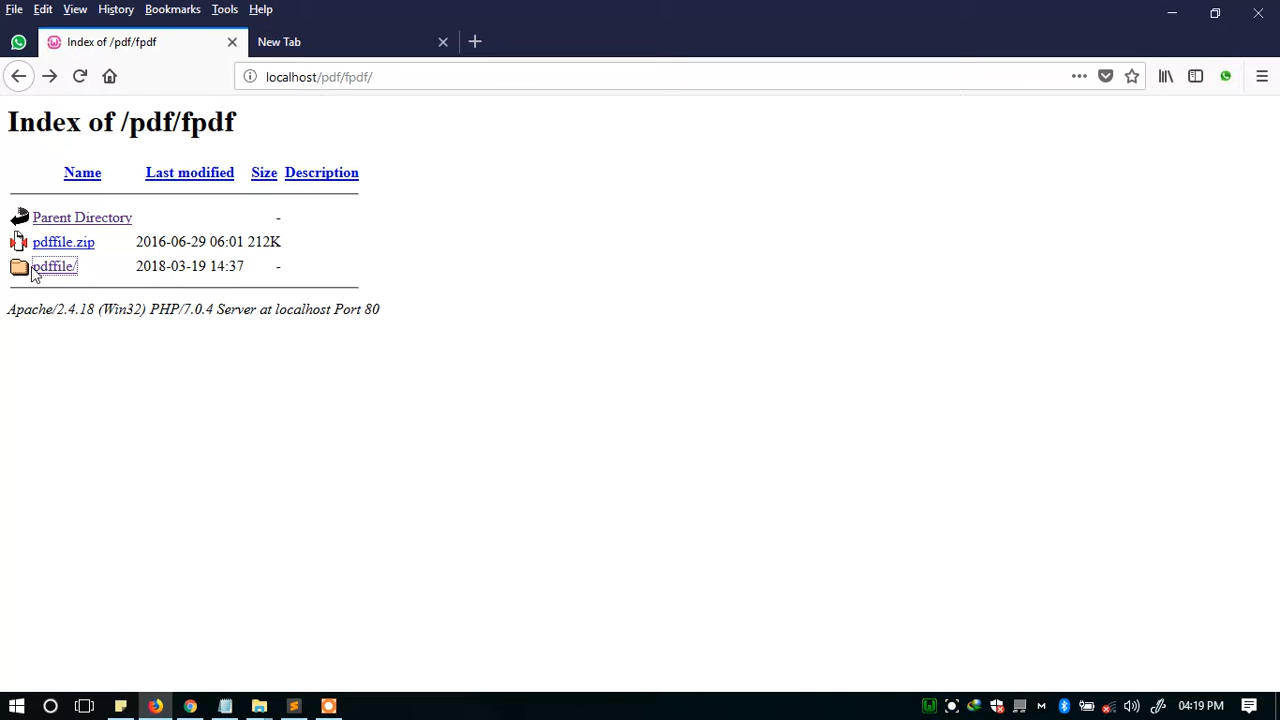 File Edit View History Bookmarks Tools Help
Index of /pdf/fpdf
New Tab
localhost/pdf/fpdf/
Index of /pdf/fpdf
Name Last modified Size Description
Parent Directory -
pdffile.zip 2016-06-29 06:01 212K
pdffile/ 2018-03-19 14:37 -
Apache/2.4.18 (Win32) PHP/7.0.4 Server at localhost Port 80
04:19 PM